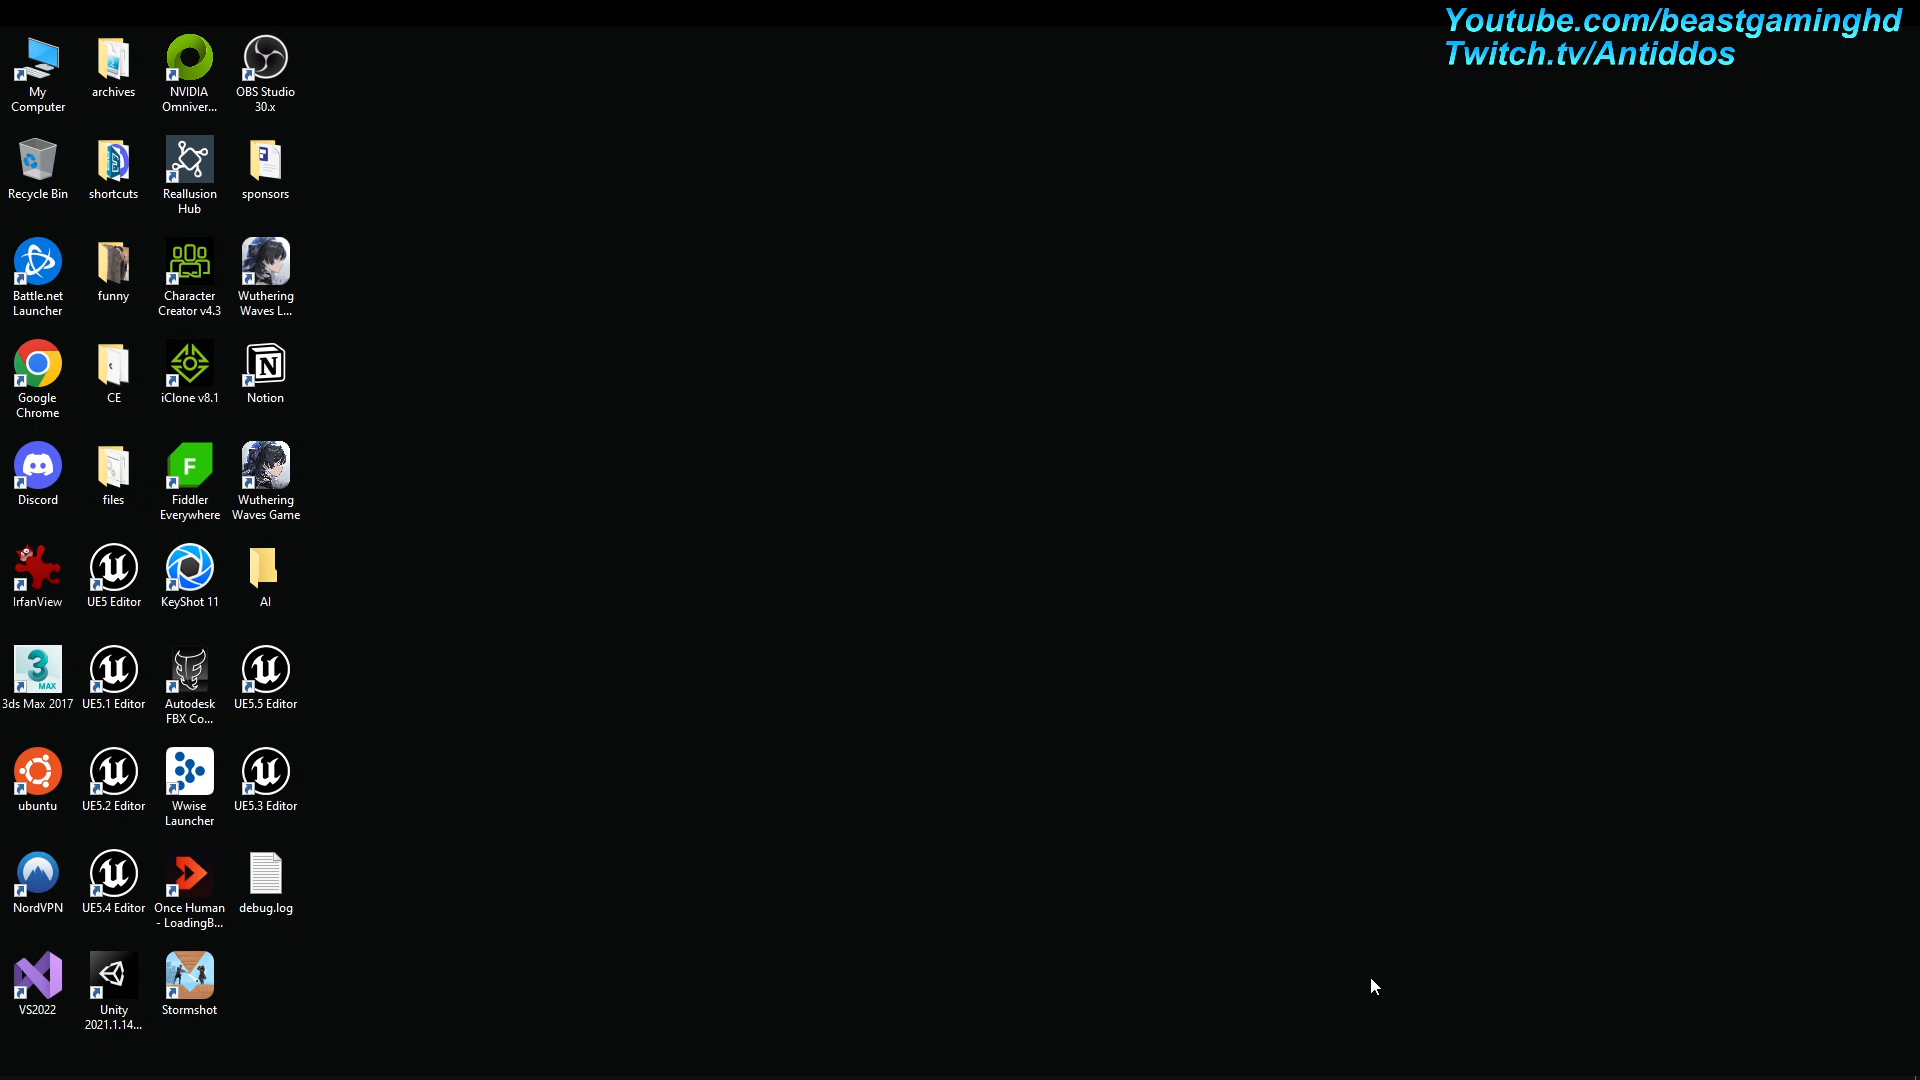 Youtube.com/beastgaminghd
Twitch.tv/Antiddos
My
Computer
archives
NVIDIA
Omniver...
OBS Studio
30.x
Recycle Bin
shortcuts
Reallusion
Hub
sponsors
Battle.net
Launcher
funny
Character
Creator v4.3
Wuthering
Waves L...
Google
Chrome
CE
iClone v8.1
Notion
Discord
files
Fiddler
Everywhere
Wuthering
Waves Game
IrfanView
UE5 Editor
KeyShot 11
AI
3
MAX
3ds Max 2017
UE5.1 Editor
Autodesk
FBX Co...
UE5.5 Editor
ubuntu
UE5.2 Editor
Wwise
Launcher
UE5.3 Editor
NordVPN
UE5.4 Editor
Once Human
- LoadingB...
debug.log
VS2022
Unity
2021.1.14...
Stormshot